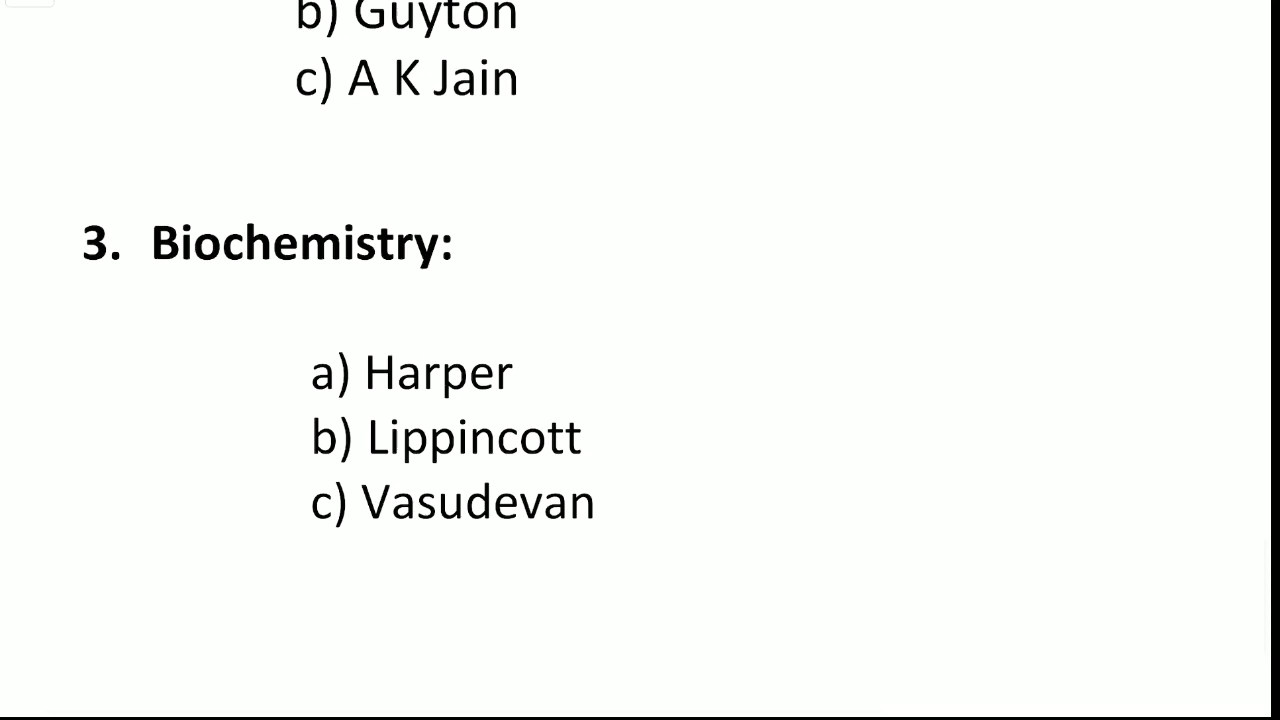 b) Guyton
c) A K Jain
3. Biochemistry:
a) Harper
b) Lippincott
c) Vasudevan